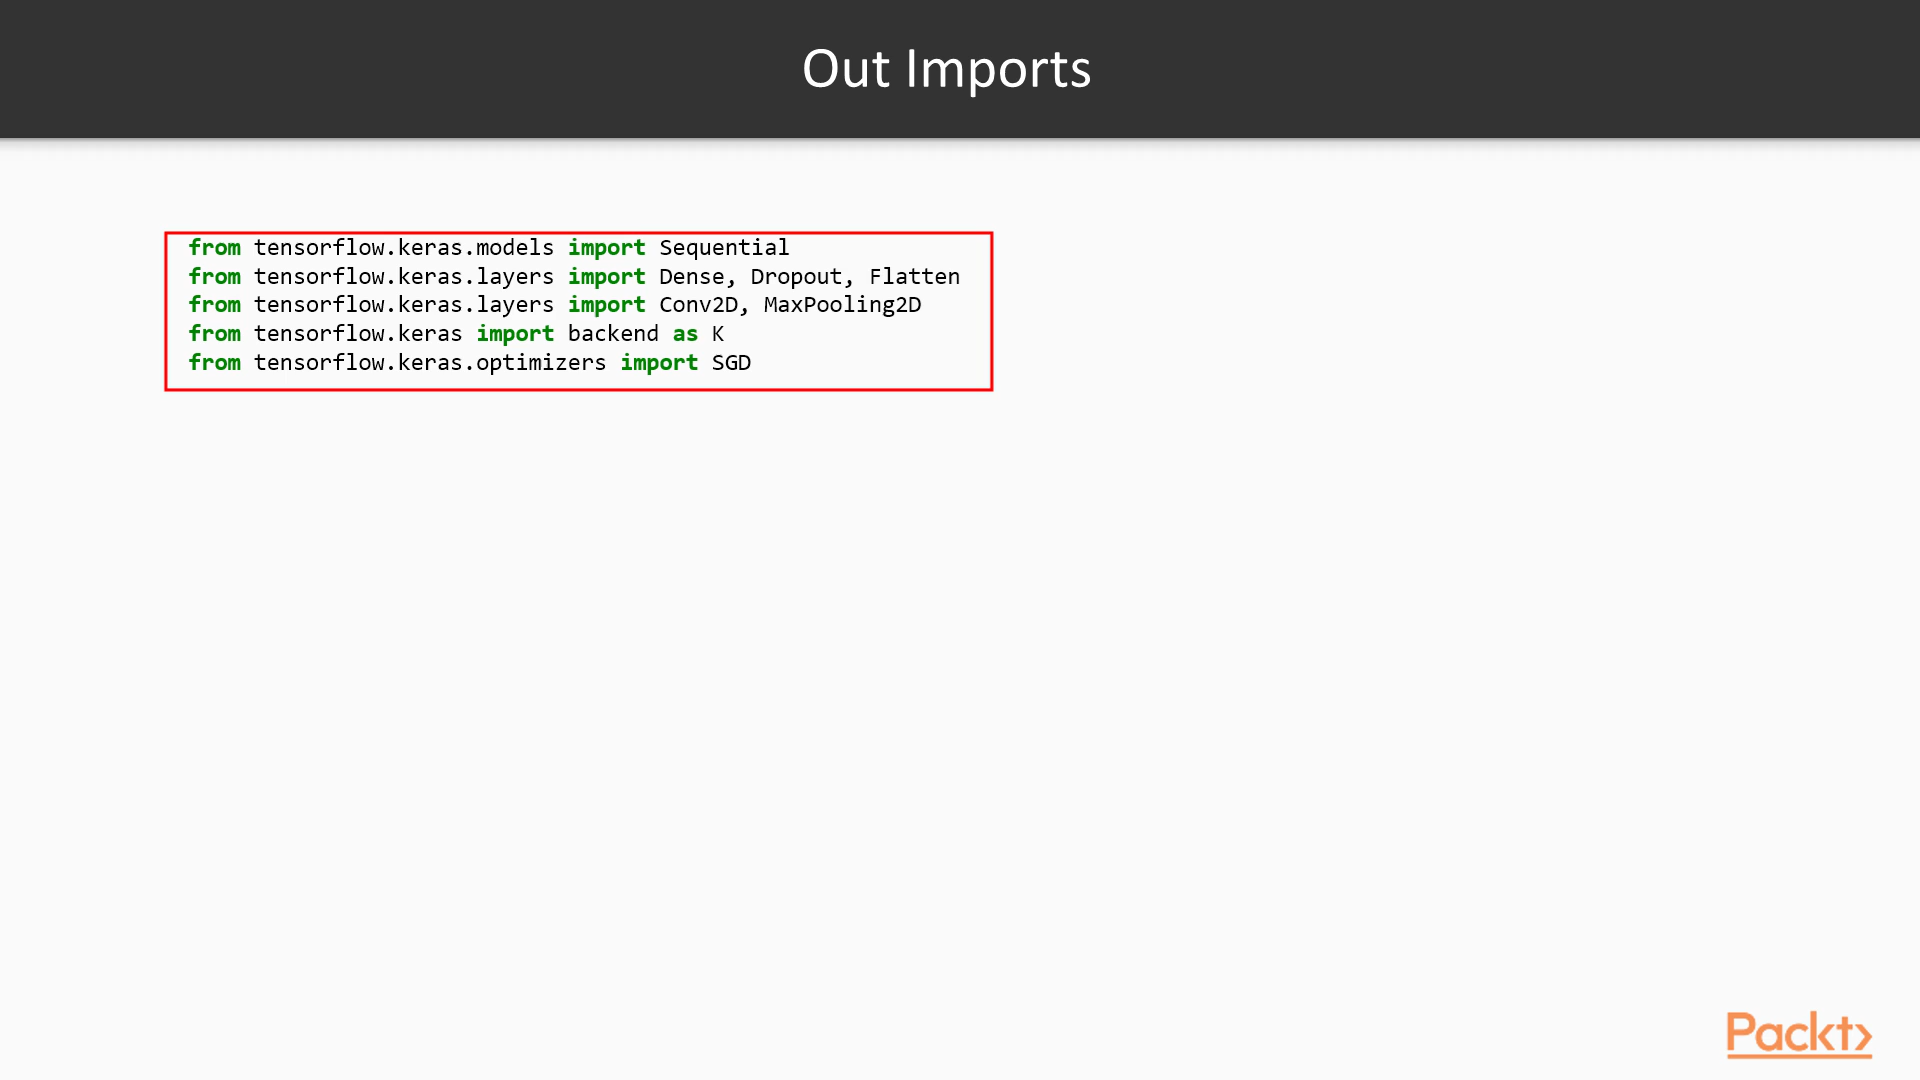 Out Imports
from tensorflow.keras.models import Sequential
from tensorflow.keras.layers import Dense, Dropout, Flatten
from tensorflow.keras.layers import Conv2D, MaxPooling2D
from tensorflow.keras import backend as K
from tensorflow.keras.optimizers import SGD
Packt>